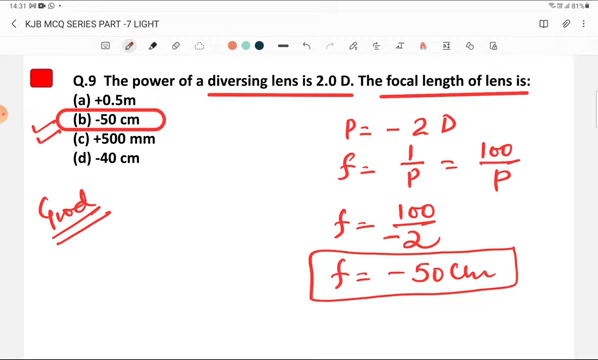 14:31
81%
KJB MCQ SERIES PART -7 LIGHT
Q.9 The power of a diversing lens is 2.0 D. The focal length of lens is:
(a) +0.5m
(b) -50 cm
(c) +500 mm
(d) -40 cm
P = - 2 D
f = 1/P = 100/P
Good
f = 100/-2
f = - 50 cm